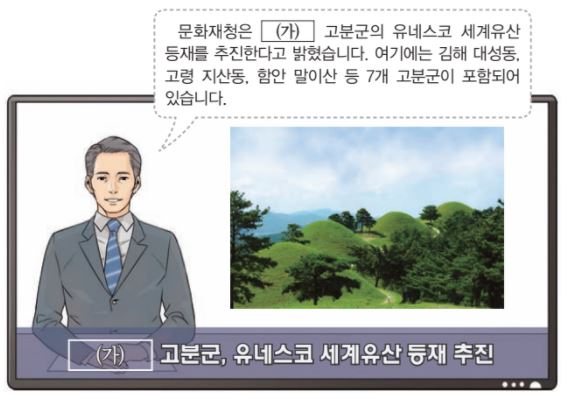 문화재청은 (가) 고분군의 유네스코 세계유산
등재를 추진한다고 밝혔습니다. 여기에는 김해 대성동,
고령 지산동, 함안 말이산 등 7개 고분군이 포함되어
있습니다.
(가) 고분군, 유네스코 세계유산 등재 추진